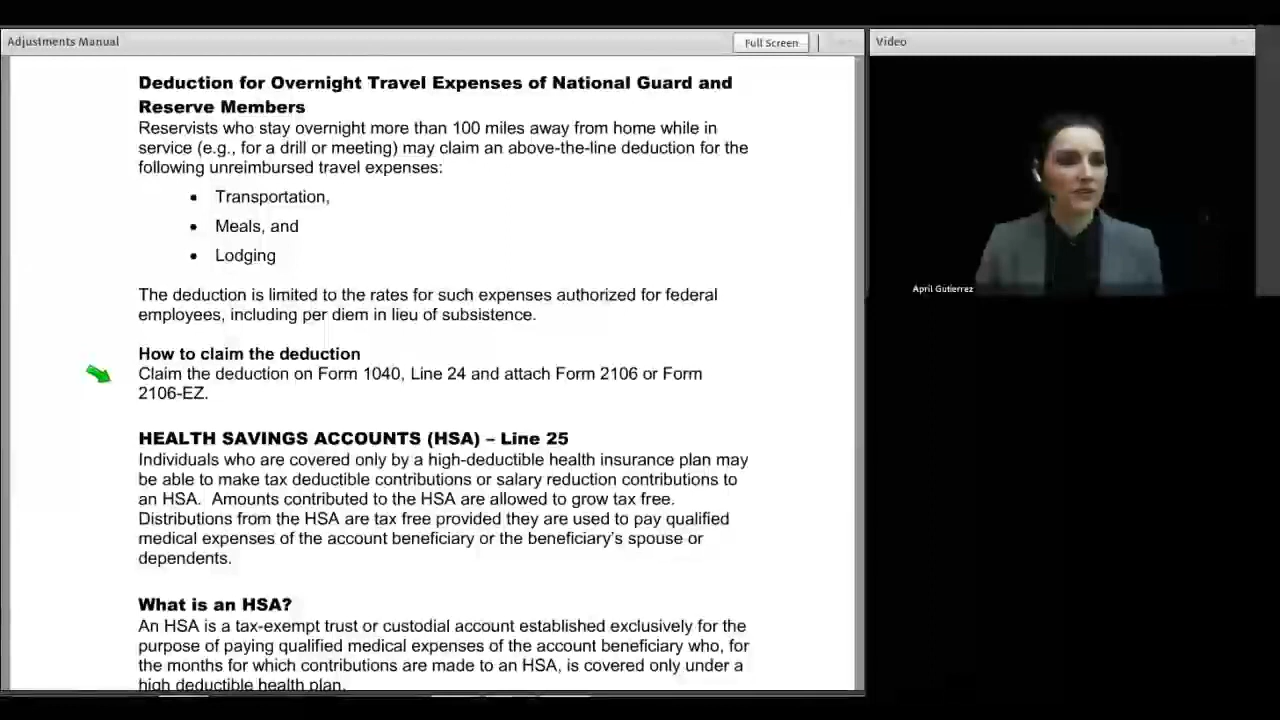 Adjustments Manual
Full Screen
Video
Deduction for Overnight Travel Expenses of National Guard and
Reserve Members
Reservists who stay overnight more than 100 miles away from home while in
service (e.g., for a drill or meeting) may claim an above-the-line deduction for the
following unreimbursed travel expenses:
• Transportation,
• Meals, and
• Lodging
The deduction is limited to the rates for such expenses authorized for federal
employees, including per diem in lieu of subsistence.
How to claim the deduction
Claim the deduction on Form 1040, Line 24 and attach Form 2106 or Form
2106-EZ.
HEALTH SAVINGS ACCOUNTS (HSA) – Line 25
Individuals who are covered only by a high-deductible health insurance plan may
be able to make tax deductible contributions or salary reduction contributions to
an HSA.  Amounts contributed to the HSA are allowed to grow tax free.
Distributions from the HSA are tax free provided they are used to pay qualified
medical expenses of the account beneficiary or the beneficiary's spouse or
dependents.
What is an HSA?
An HSA is a tax-exempt trust or custodial account established exclusively for the
purpose of paying qualified medical expenses of the account beneficiary who, for
the months for which contributions are made to an HSA, is covered only under a
high deductible health plan.
April Gutierrez